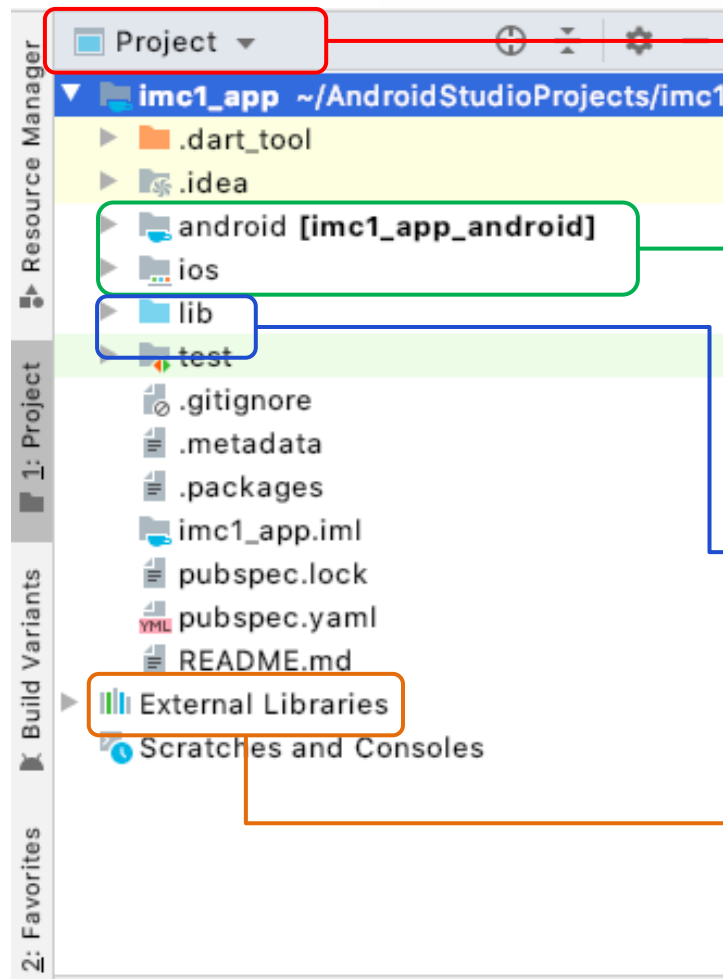 Project
imc1_app ~/AndroidStudioProjects/imc1
.dart_tool
.idea
android [imc1_app_android]
ios
lib
test
.gitignore
.metadata
.packages
imc1_app.iml
pubspec.lock
YML pubspec.yaml
README.md
External Libraries
Scratches and Consoles
Resource Manager
1: Project
Build Variants
2: Favorites